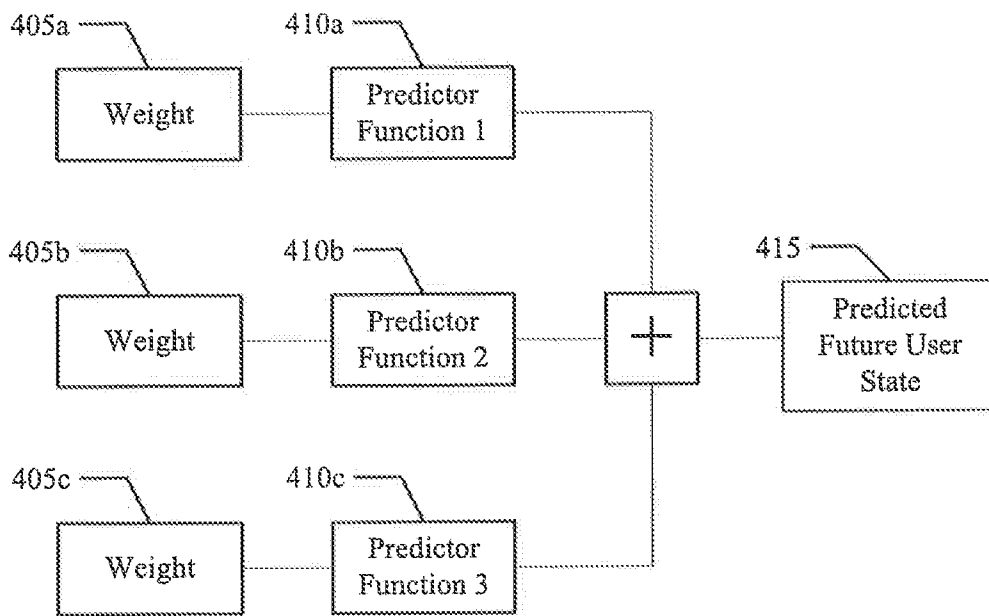 405a
410a
Weight
Predictor
Function 1
405b
410b
415
Weight
Predictor
Function 2
+
Predicted
Future User
State
405c
410c
Weight
Predictor
Function 3